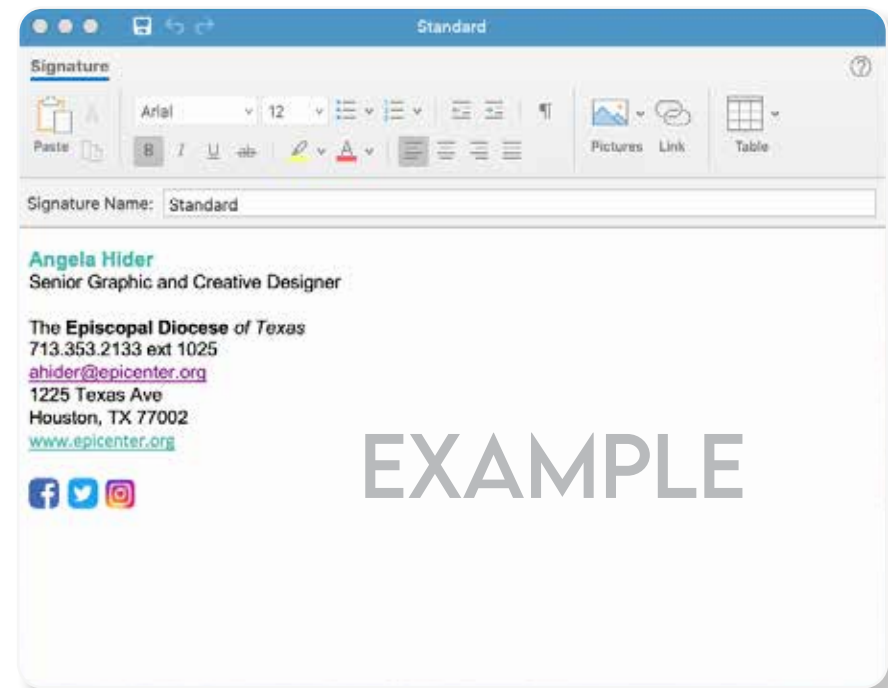 Standard
Signature
Arial 12
Paste B I U ab A Pictures Link Table
Signature Name: Standard
Angela Hider
Senior Graphic and Creative Designer
The Episcopal Diocese of Texas
713.353.2133 ext 1025
ahider@epicenter.org
1225 Texas Ave
Houston, TX 77002
www.epicenter.org
EXAMPLE